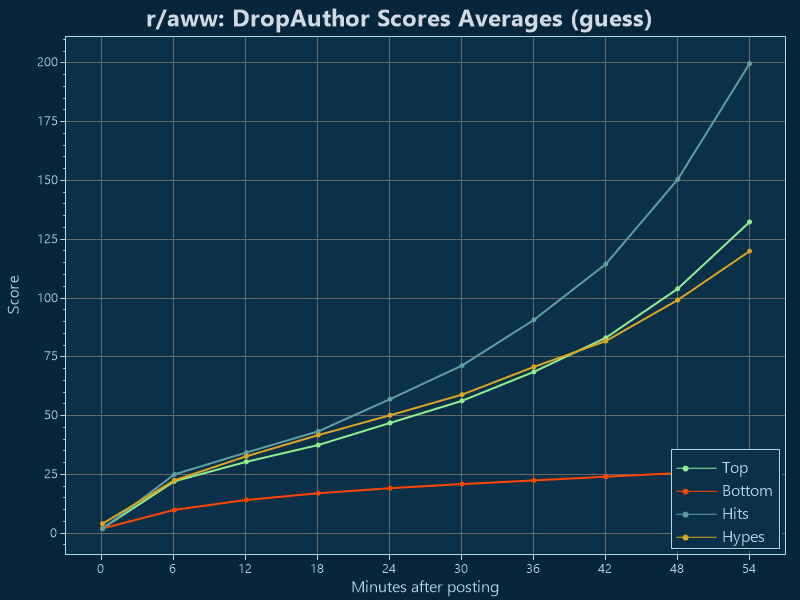 r/aww: DropAuthor Scores Averages (guess)
200
175
150
125
100
75
50
25
0
Score
Top
Bottom
Hits
Hypes
0 6 12 18 24 30 36 42 48 54
Minutes after posting